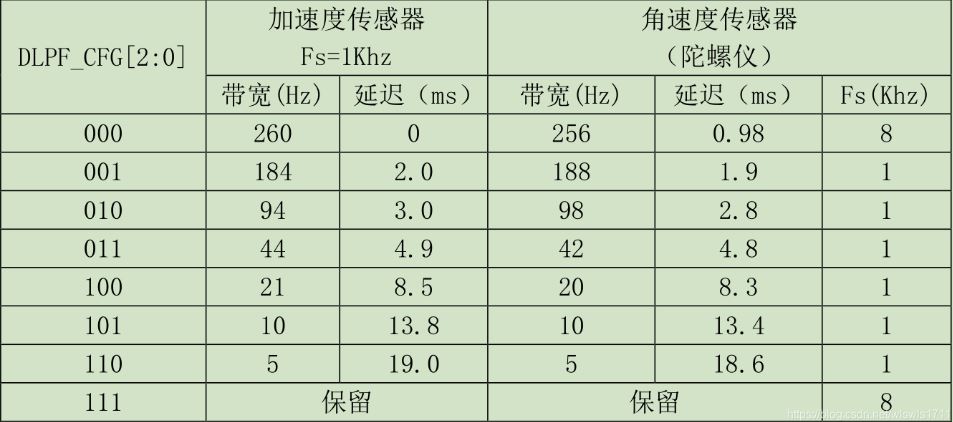 DLPF_CFG[2:0] 加速度传感器 角速度传感器
Fs=1Khz （陀螺仪）
带宽(Hz) 延迟（ms） 带宽(Hz) 延迟（ms） Fs(Khz)
000 260 0 256 0.98 8
001 184 2.0 188 1.9 1
010 94 3.0 98 2.8 1
011 44 4.9 42 4.8 1
100 21 8.5 20 8.3 1
101 10 13.8 10 13.4 1
110 5 19.0 5 18.6 1
111 保留 保留 8
https://blog.csdn.net/wlswls1711